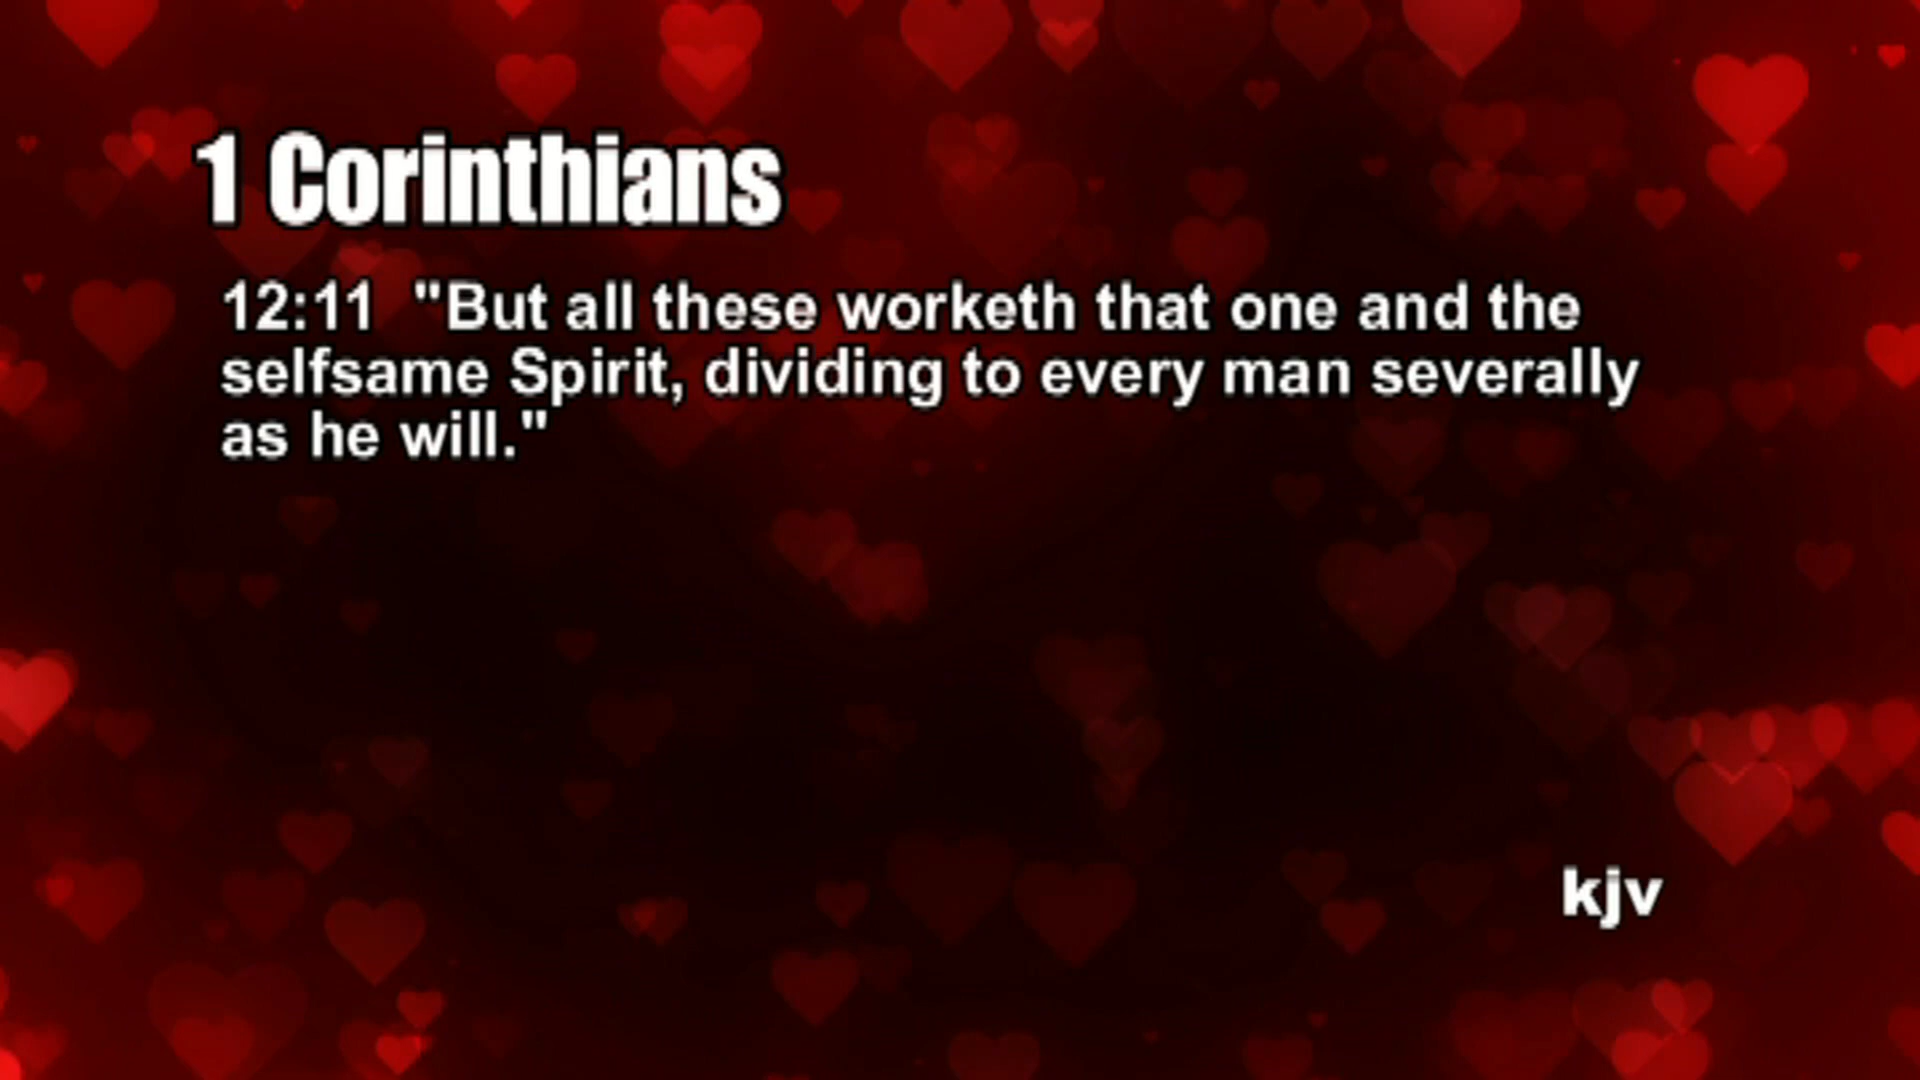 1 Corinthians
12:11 "But all these worketh that one and the
selfsame Spirit, dividing to every man severally
as he will."
kjv